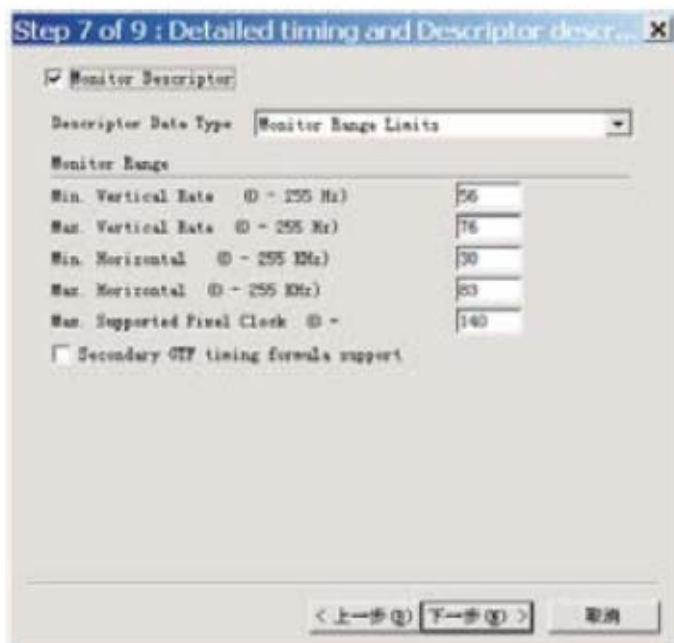 Step 7 of 9 : Detailed timing and Descriptor descr...
Monitor Descriptor
Descriptor Data Type Monitor Range Limits
Monitor Range
Min. Vertical Rate (0 - 255 Hz) 56
Max. Vertical Rate (0 - 255 Hz) 76
Min. Horizontal (0 - 255 KHz) 30
Max. Horizontal (0 - 255 KHz) 83
Max. Supported Pixel Clock (0 - 140
Secondary GTF timing formula support
< 上一步(B) 下一步(N) > 取消